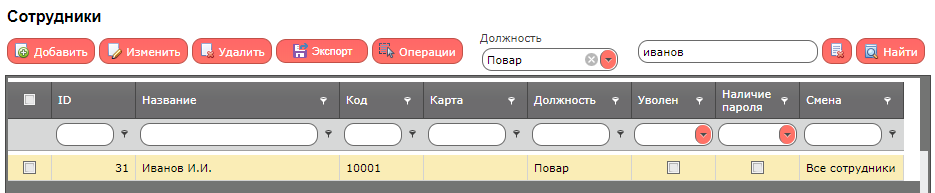 Сотрудники
Добавить Изменить Удалить Экспорт Операции Должность Повар иванов Найти
ID Название Код Карта Должность Уволен Наличие пароля Смена
31 Иванов И.И. 10001 Повар Все сотрудники